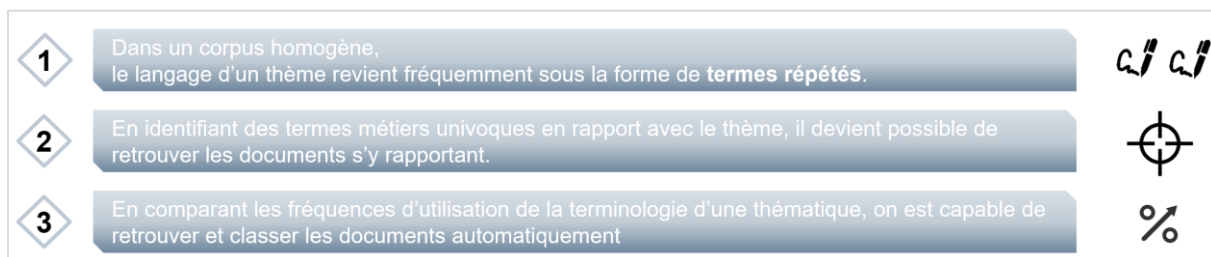 1
Dans un corpus homogène,
le langage d'un thème revient fréquemment sous la forme de termes répétés.
2
En identifiant des termes métiers univoques en rapport avec le thème, il devient possible de
retrouver les documents s'y rapportant.
3
En comparant les fréquences d'utilisation de la terminologie d'une thématique, on est capable de
retrouver et classer les documents automatiquement